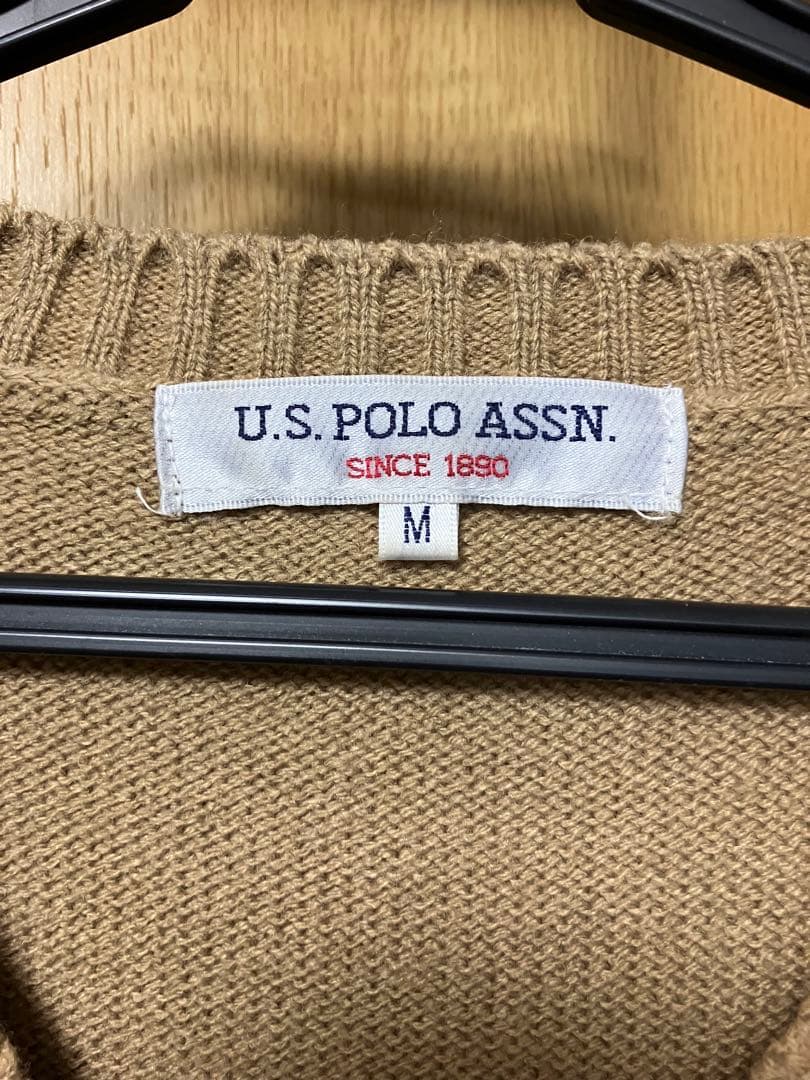 U.S. POLO ASSN.
SINCE 1890
M